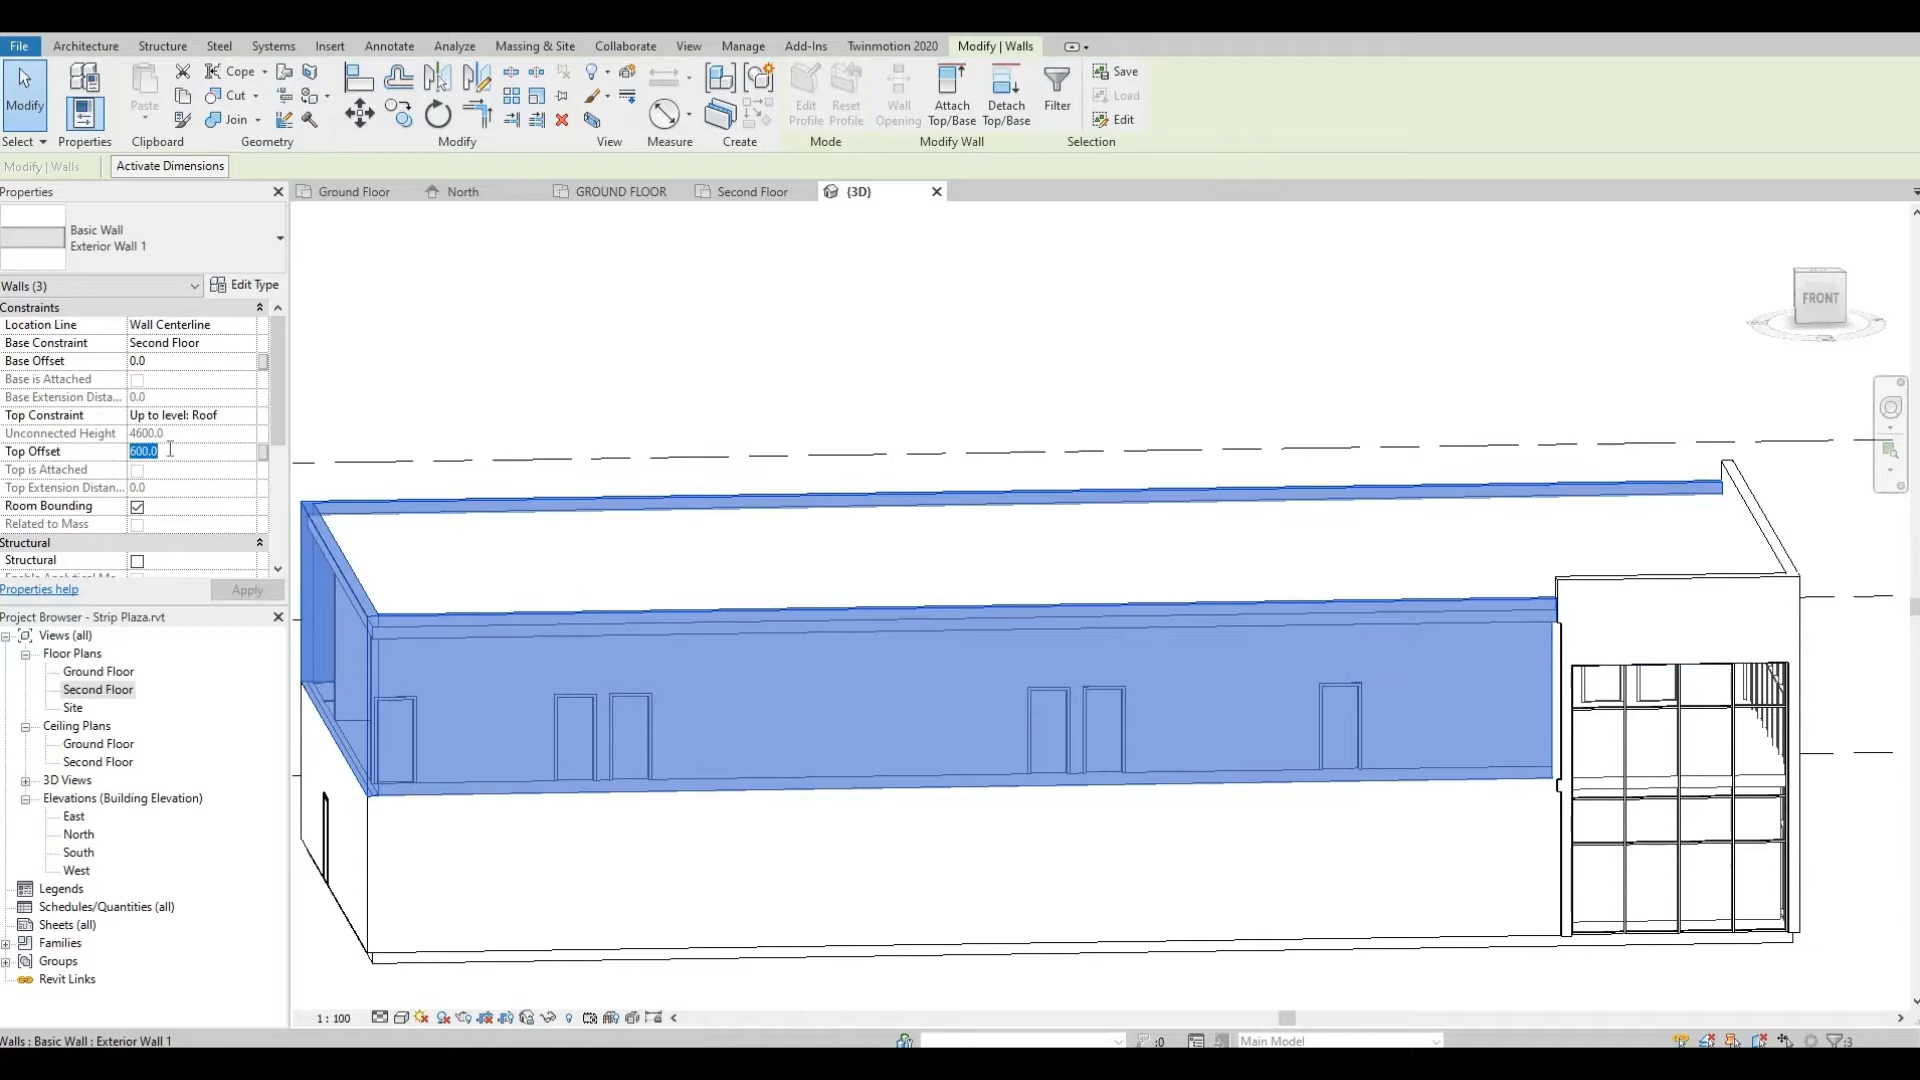 File Architecture Structure Steel Systems Insert Annotate Analyze Massing & Site Collaborate View Manage Add-Ins Twinmotion 2020 Modify | Walls
Modify
Paste
Cope
Cut
Join
Edit Profile
Reset Profile
Wall Opening
Attach Top/Base
Detach Top/Base
Filter
Save
Load
Edit
Select Properties Clipboard Geometry Modify View Measure Create Mode Modify Wall Selection
Modify | Walls Activate Dimensions
Properties
Ground Floor North GROUND FLOOR Second Floor {3D}
Basic Wall
Exterior Wall 1
Walls (3) Edit Type
Constraints
Location Line Wall Centerline
Base Constraint Second Floor
Base Offset 0.0
Base is Attached
Base Extension Dista... 0.0
Top Constraint Up to level: Roof
Unconnected Height 4600.0
Top Offset 600.0
Top is Attached
Top Extension Distan... 0.0
Room Bounding
Related to Mass
Structural
Structural
Properties help Apply
Project Browser - Strip Plaza.rvt
Views (all)
Floor Plans
Ground Floor
Second Floor
Site
Ceiling Plans
Ground Floor
Second Floor
3D Views
Elevations (Building Elevation)
East
North
South
West
Legends
Schedules/Quantities (all)
Sheets (all)
Families
Groups
Revit Links
FRONT
1 : 100
Walls : Basic Wall : Exterior Wall 1
:0
Main Model
:3